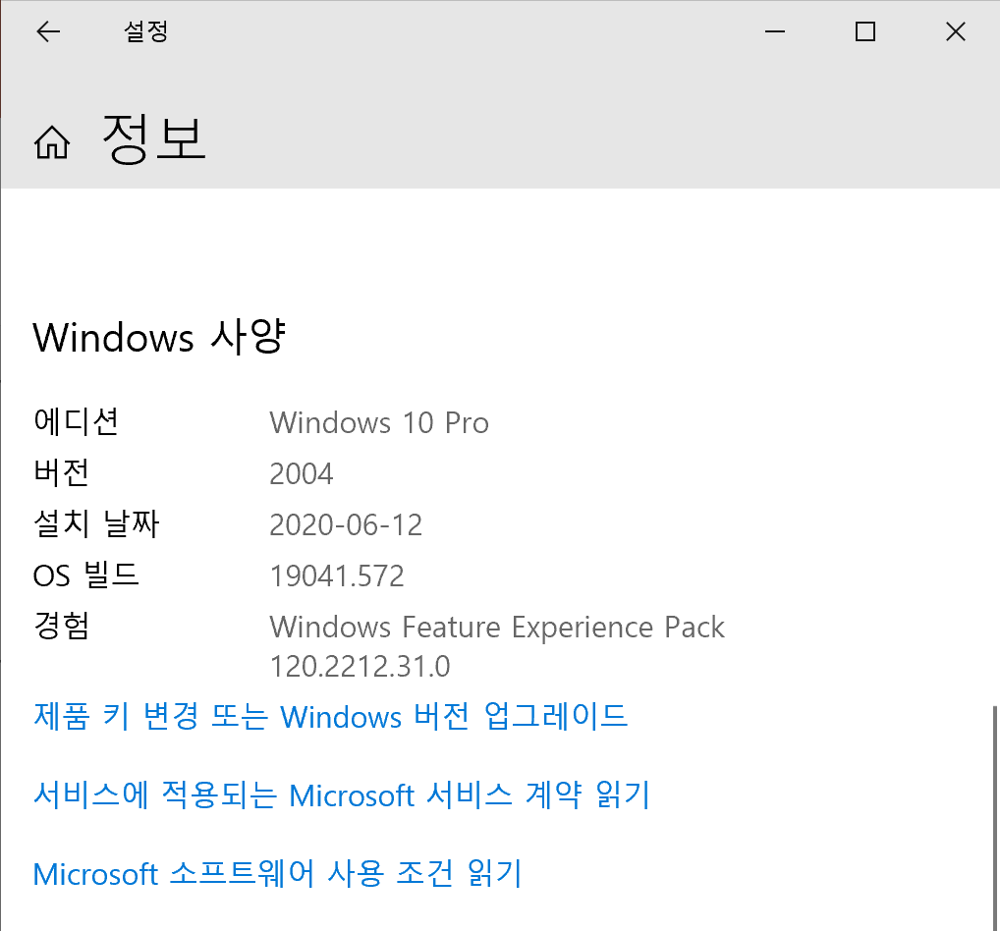 설정
정보
Windows 사양
에디션 Windows 10 Pro
버전 2004
설치 날짜 2020-06-12
OS 빌드 19041.572
경험 Windows Feature Experience Pack
120.2212.31.0
제품 키 변경 또는 Windows 버전 업그레이드
서비스에 적용되는 Microsoft 서비스 계약 읽기
Microsoft 소프트웨어 사용 조건 읽기